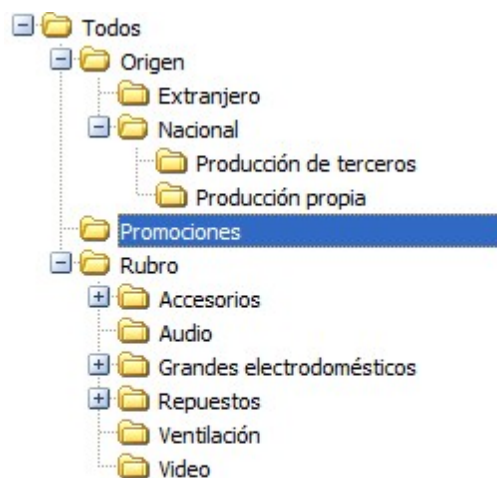 Todos
Origen
Extranjero
Nacional
Producción de terceros
Producción propia
Promociones
Rubro
Accesorios
Audio
Grandes electrodomésticos
Repuestos
Ventilación
Video